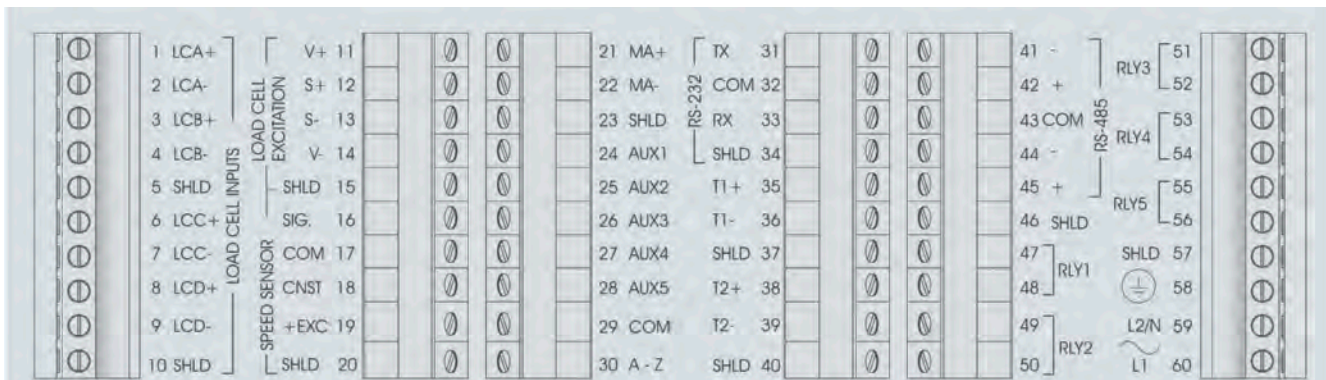 1 LCA+
2 LCA-
3 LCB+
4 LCB-
5 SHLD
6 LCC+
7 LCC-
8 LCD+
9 LCD-
10 SHLD
LOAD CELL INPUTS
LOAD CELL
EXCITATION
SPEED SENSOR
V+ 11
S+ 12
S- 13
V- 14
SHLD 15
SIG. 16
COM 17
CNST 18
+EXC 19
SHLD 20
21 MA+
22 MA-
23 SHLD
24 AUX1
25 AUX2
26 AUX3
27 AUX4
28 AUX5
29 COM
30 A - Z
RS-232
TX 31
COM 32
RX 33
SHLD 34
T1+ 35
T1- 36
SHLD 37
T2+ 38
T2- 39
SHLD 40
41 -
42 +
43 COM
44 -
45 +
46 SHLD
47
48
49
50
RS-485
RLY1
RLY2
RLY3
RLY4
RLY5
51
52
53
54
55
56
SHLD 57
58
L2/N 59
L1 60